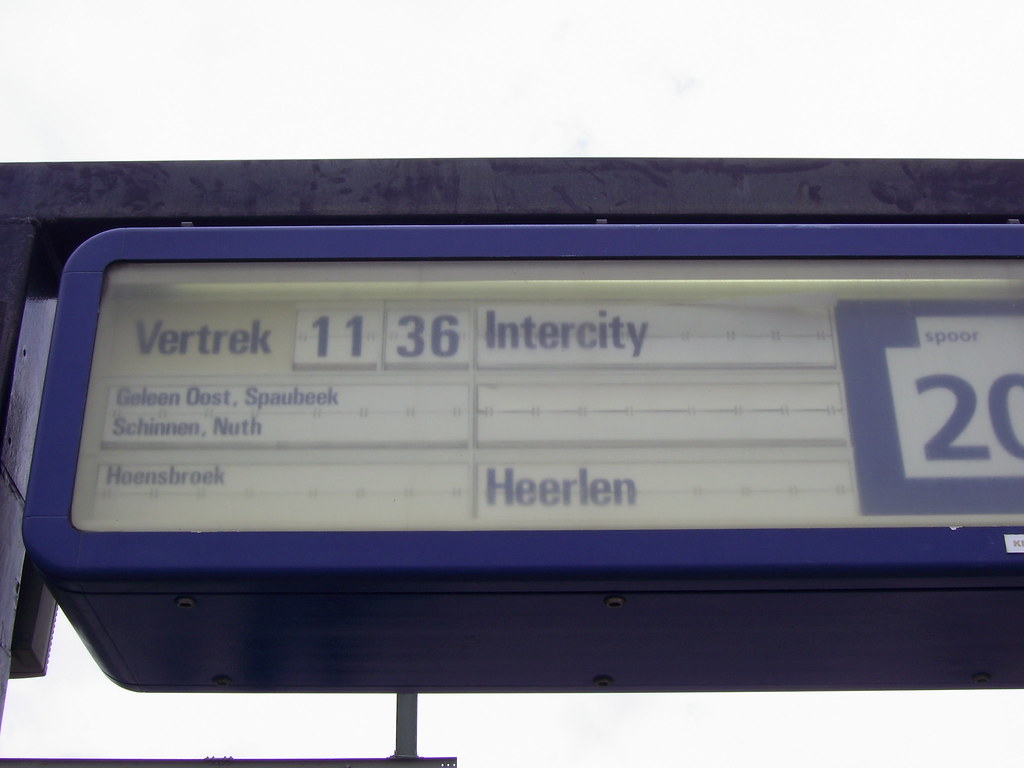 Vertrek 11 36 Intercity
Geleen Oost, Spaubeek
Schinnen, Nuth
Hoensbroek
Heerlen
spoor
20